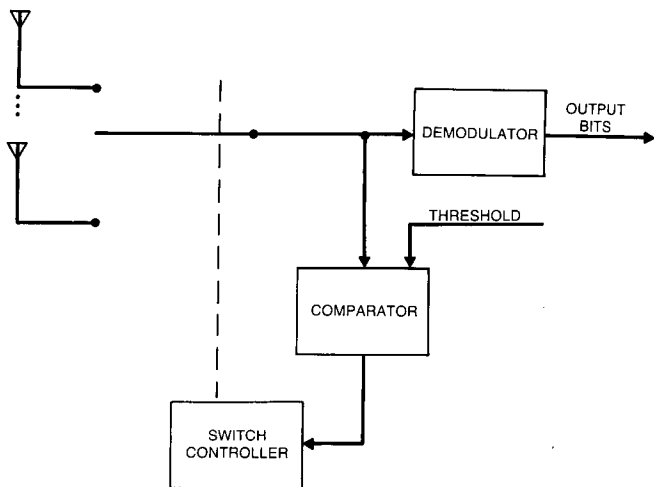 DEMODULATOR
OUTPUT
BITS
THRESHOLD
COMPARATOR
SWITCH
CONTROLLER